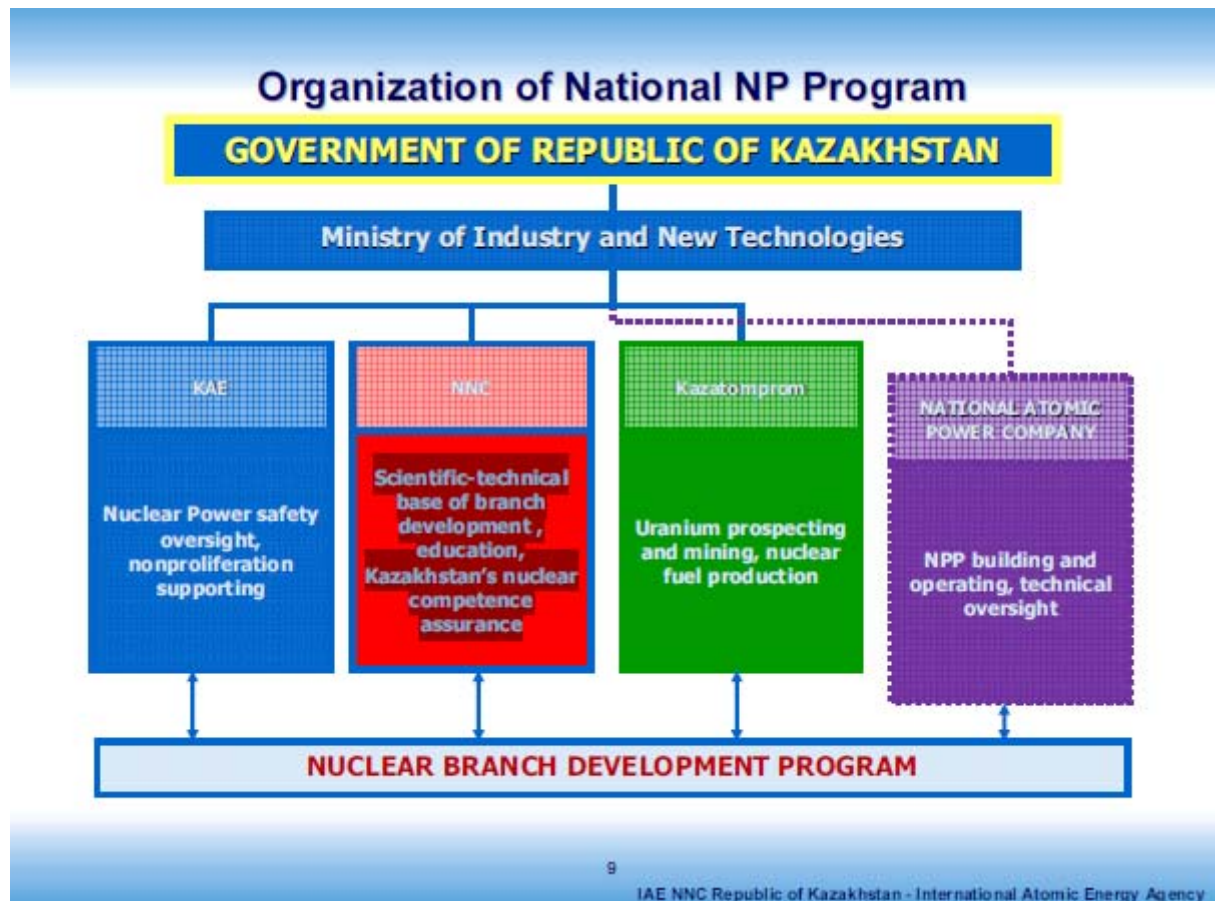 Organization of National NP Program
GOVERNMENT OF REPUBLIC OF KAZAKHSTAN
Ministry of Industry and New Technologies
KAE
Nuclear Power safety
oversight,
nonproliferation
supporting
NNC
Scientific-technical
base of branch
development ,
education,
Kazakhstan's nuclear
competence
assurance
Kazatomprom
Uranium prospecting
and mining, nuclear
fuel production
NATIONAL ATOMIC
POWER COMPANY
NPP building and
operating, technical
oversight
NUCLEAR BRANCH DEVELOPMENT PROGRAM
9
IAE NNC Republic of Kazakhstan - International Atomic Energy Agency